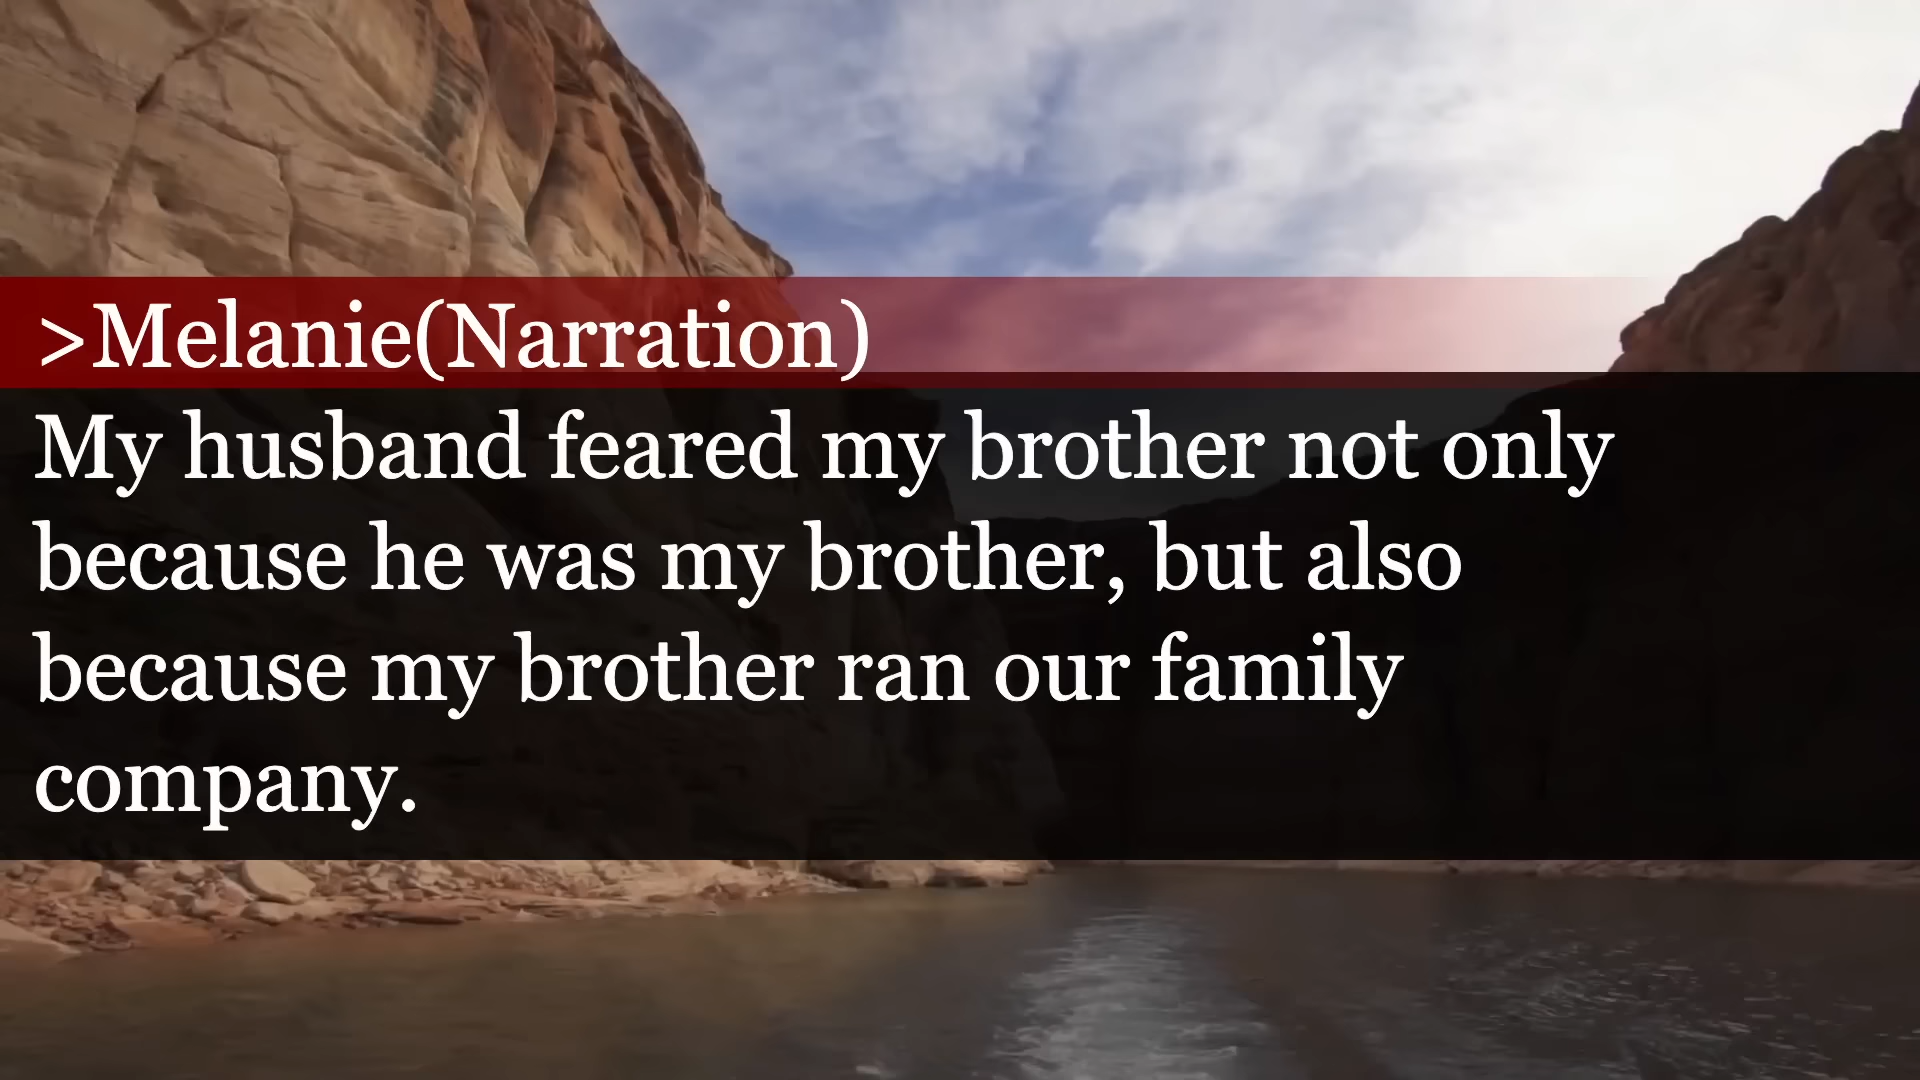 >Melanie(Narration)
My husband feared my brother not only
because he was my brother, but also
because my brother ran our family
company.